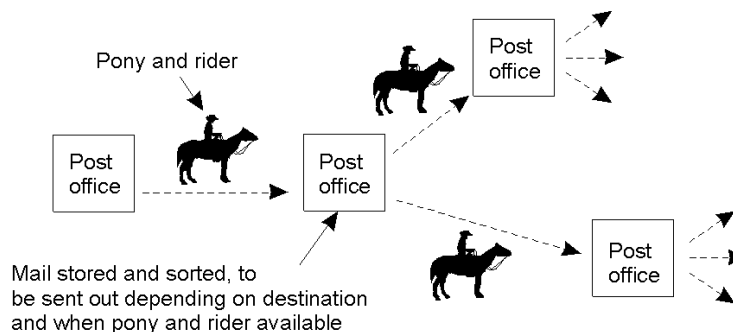 Post
office
Pony and rider
Post
office
Post
office
Post
office
Mail stored and sorted, to
be sent out depending on destination
and when pony and rider available